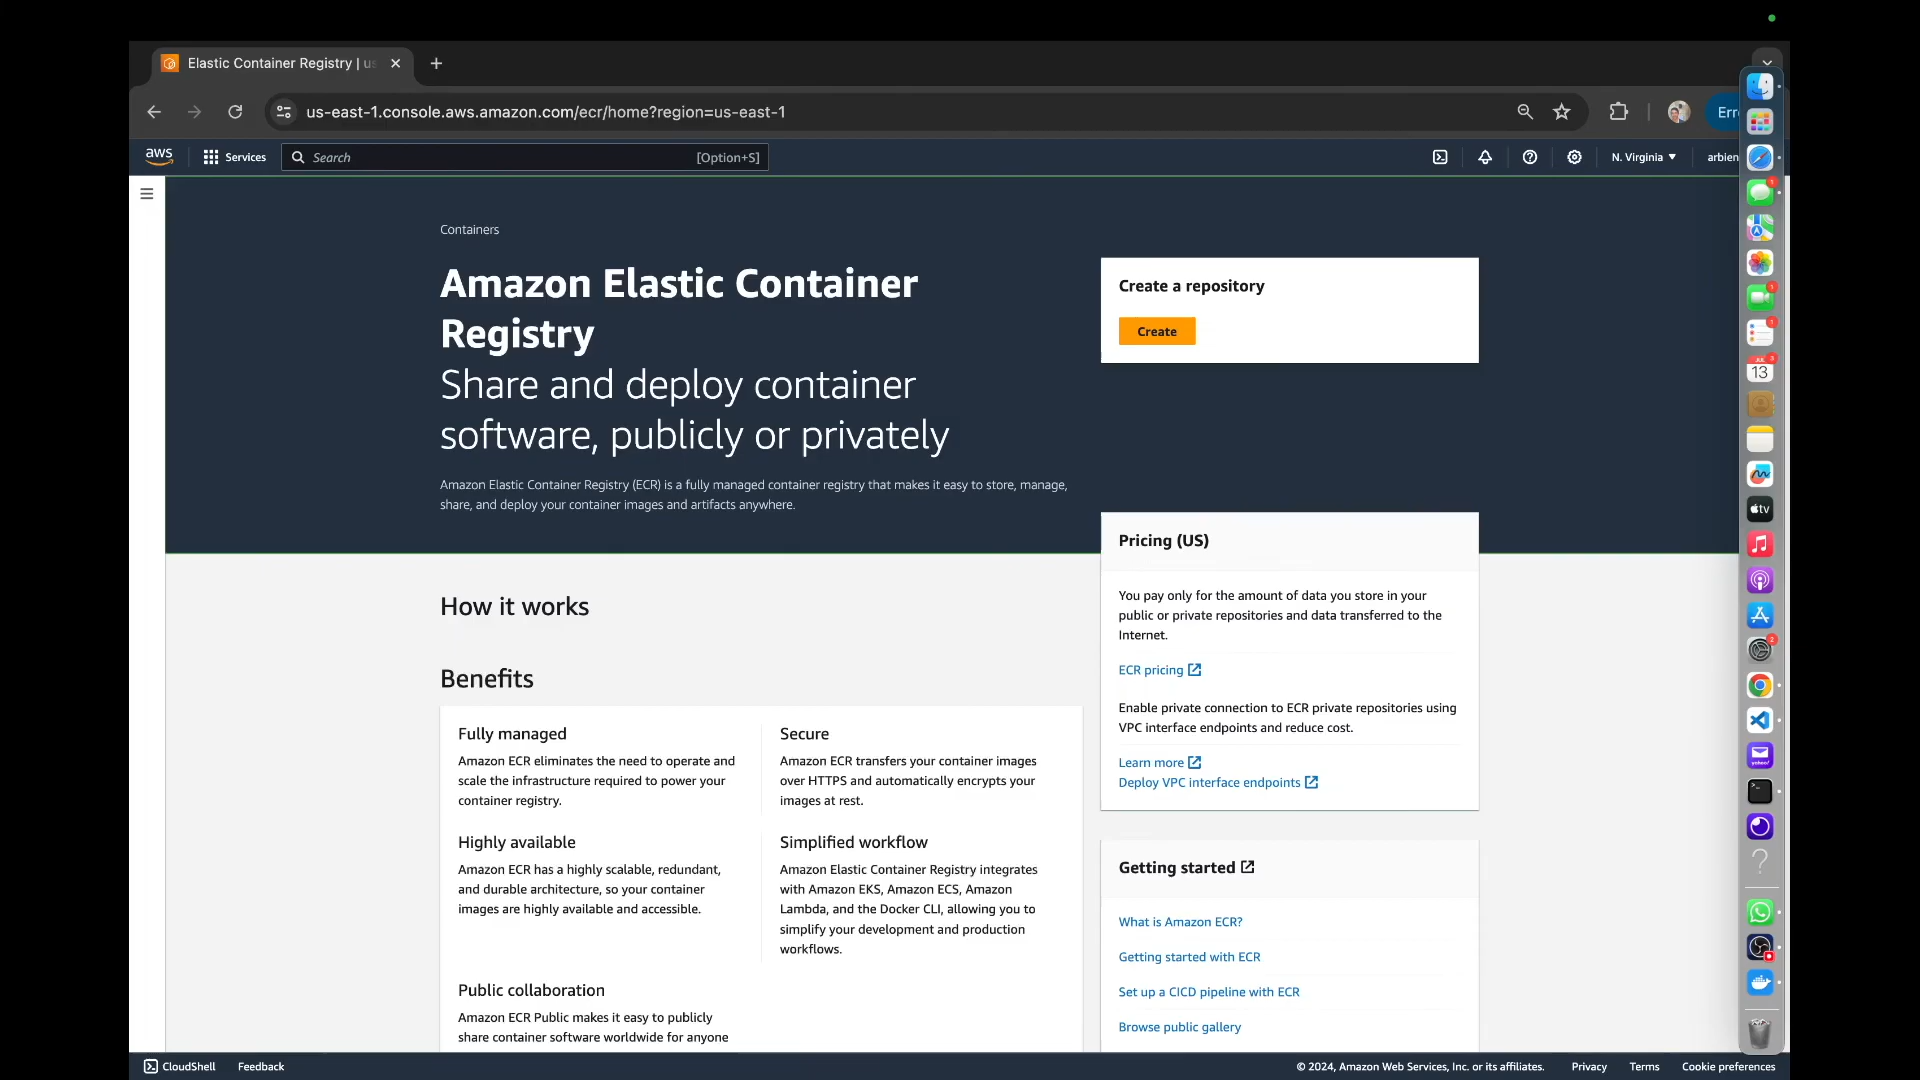 Elastic Container Registry | us
us-east-1.console.aws.amazon.com/ecr/home?region=us-east-1
Erro
aws
Services
Search
[Option+S]
N. Virginia
arbien
Containers
Amazon Elastic Container
Registry
Share and deploy container
software, publicly or privately
Amazon Elastic Container Registry (ECR) is a fully managed container registry that makes it easy to store, manage,
share, and deploy your container images and artifacts anywhere.
Create a repository
Create
Pricing (US)
You pay only for the amount of data you store in your
public or private repositories and data transferred to the
Internet.
ECR pricing
Enable private connection to ECR private repositories using
VPC interface endpoints and reduce cost.
Learn more
Deploy VPC interface endpoints
How it works
Benefits
Fully managed
Amazon ECR eliminates the need to operate and
scale the infrastructure required to power your
container registry.
Secure
Amazon ECR transfers your container images
over HTTPS and automatically encrypts your
images at rest.
Highly available
Amazon ECR has a highly scalable, redundant,
and durable architecture, so your container
images are highly available and accessible.
Simplified workflow
Amazon Elastic Container Registry integrates
with Amazon EKS, Amazon ECS, Amazon
Lambda, and the Docker CLI, allowing you to
simplify your development and production
workflows.
Public collaboration
Amazon ECR Public makes it easy to publicly
share container software worldwide for anyone
Getting started
What is Amazon ECR?
Getting started with ECR
Set up a CICD pipeline with ECR
Browse public gallery
13
tv
CloudShell
Feedback
© 2024, Amazon Web Services, Inc. or its affiliates.
Privacy
Terms
Cookie preferences